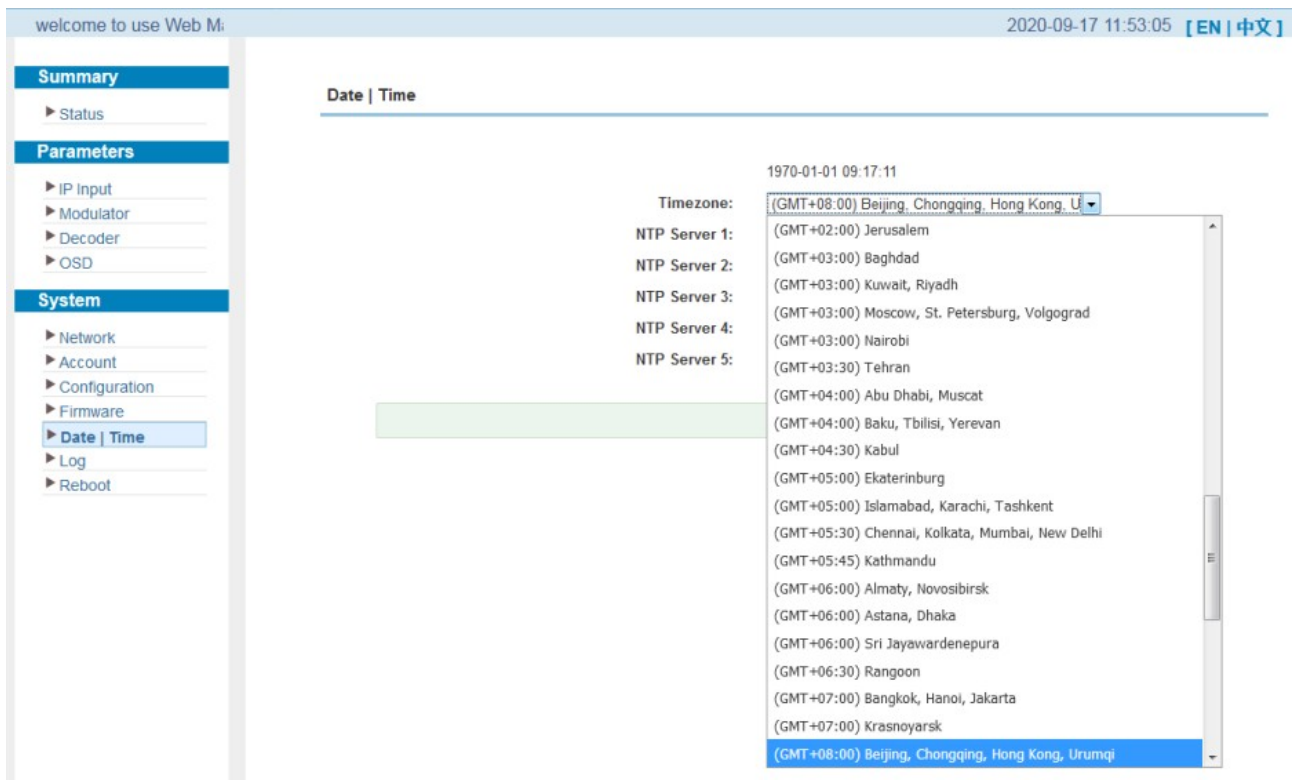 welcome to use Web Ma
2020-09-17 11:53:05 [ EN | 中文 ]
Summary
Status
Parameters
IP Input
Modulator
Decoder
OSD
System
Network
Account
Configuration
Firmware
Date | Time
Log
Reboot
Date | Time
1970-01-01 09:17:11
Timezone: (GMT+08:00) Beijing, Chongqing, Hong Kong, U
NTP Server 1:
NTP Server 2:
NTP Server 3:
NTP Server 4:
NTP Server 5:
(GMT+02:00) Jerusalem
(GMT+03:00) Baghdad
(GMT+03:00) Kuwait, Riyadh
(GMT+03:00) Moscow, St. Petersburg, Volgograd
(GMT+03:00) Nairobi
(GMT+03:30) Tehran
(GMT+04:00) Abu Dhabi, Muscat
(GMT+04:00) Baku, Tbilisi, Yerevan
(GMT+04:30) Kabul
(GMT+05:00) Ekaterinburg
(GMT+05:00) Islamabad, Karachi, Tashkent
(GMT+05:30) Chennai, Kolkata, Mumbai, New Delhi
(GMT+05:45) Kathmandu
(GMT+06:00) Almaty, Novosibirsk
(GMT+06:00) Astana, Dhaka
(GMT+06:00) Sri Jayawardenepura
(GMT+06:30) Rangoon
(GMT+07:00) Bangkok, Hanoi, Jakarta
(GMT+07:00) Krasnoyarsk
(GMT+08:00) Beijing, Chongqing, Hong Kong, Urumqi